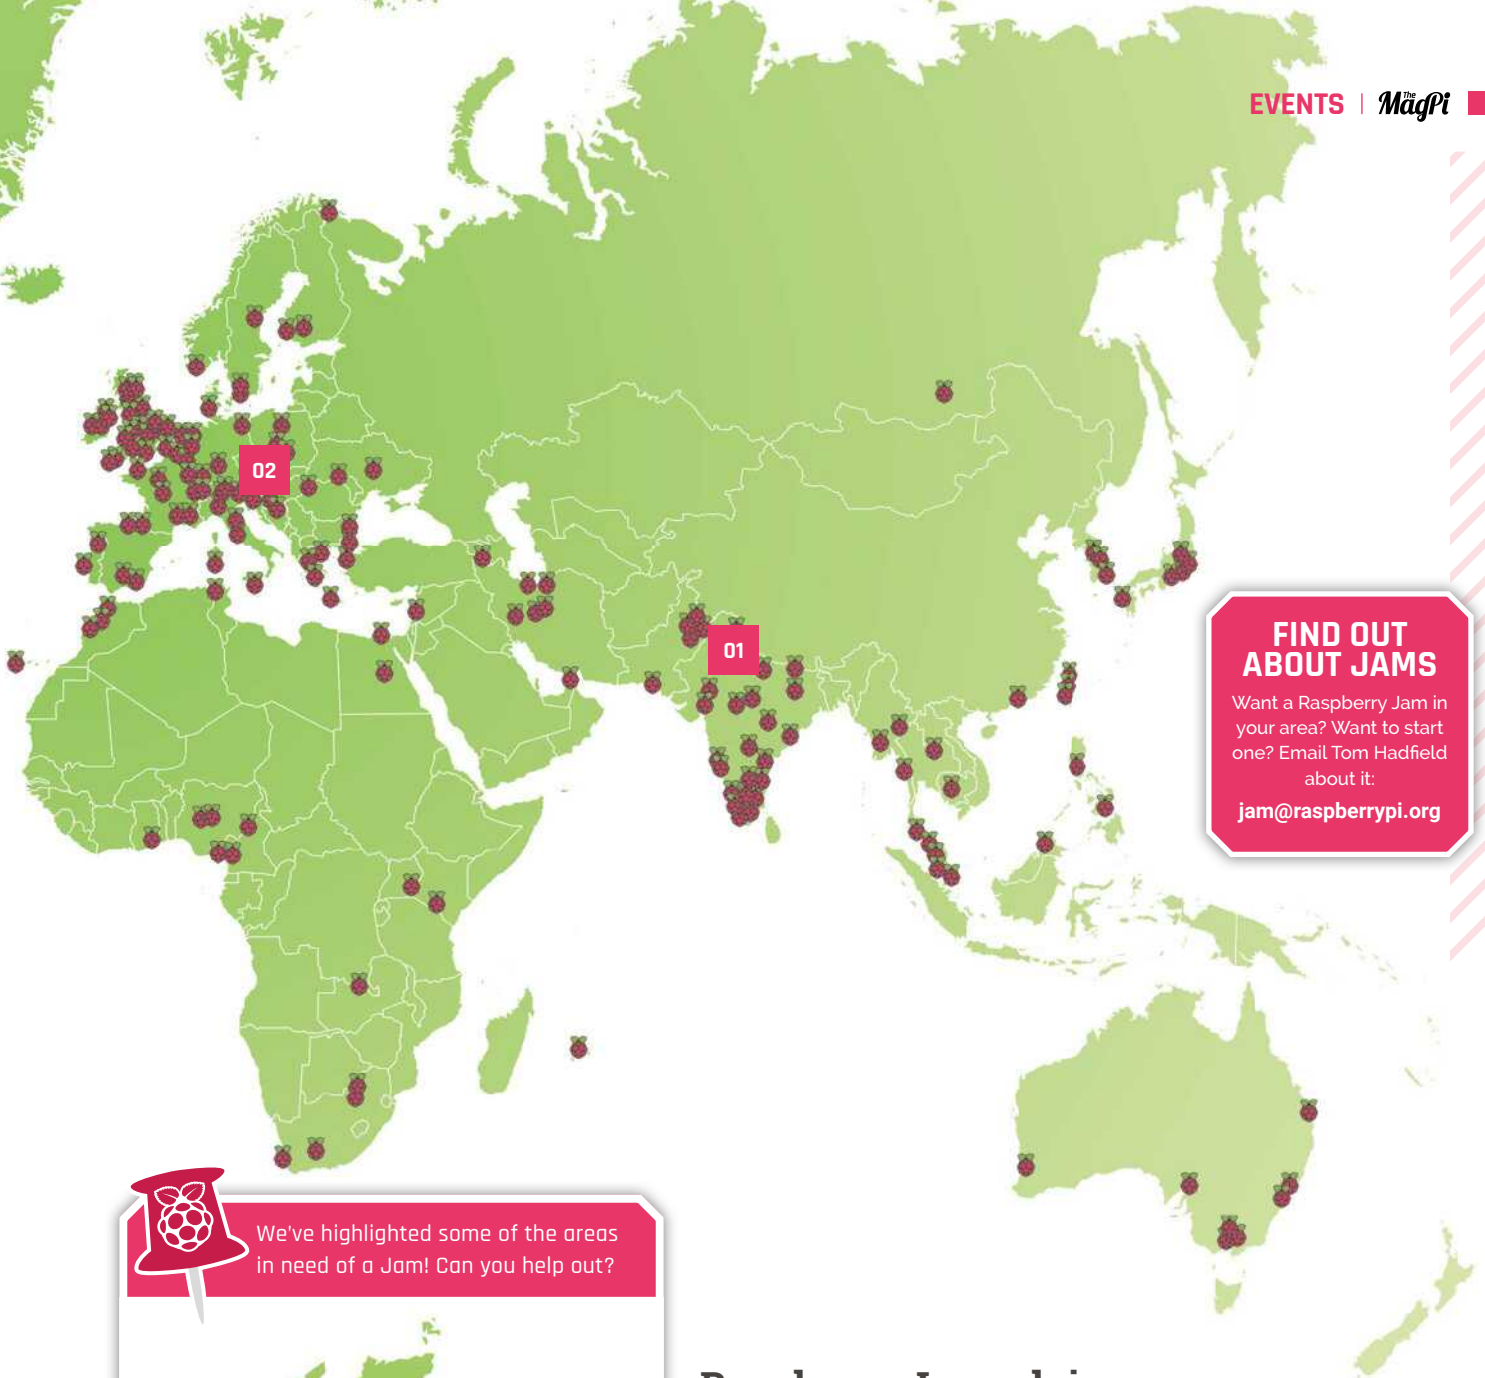 EVENTS | The MagPi
02
01
FIND OUT
ABOUT JAMS
Want a Raspberry Jam in
your area? Want to start
one? Email Tom Hadfield
about it:
jam@raspberrypi.org
We've highlighted some of the areas
in need of a Jam! Can you help out?